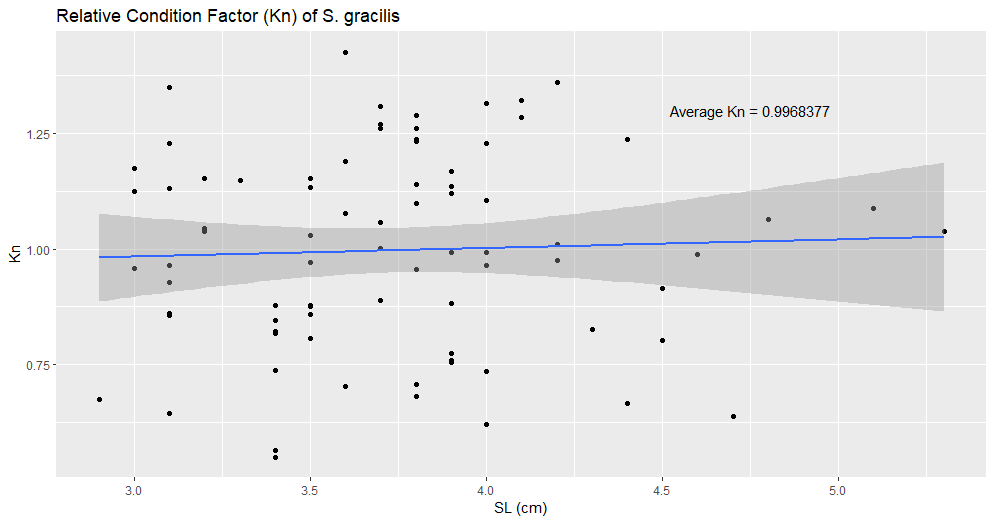 Relative Condition Factor (Kn) of S. gracilis
Average Kn = 0.9968377
1.25
1.00
0.75
Kn
3.0
3.5
4.0
4.5
5.0
SL (cm)